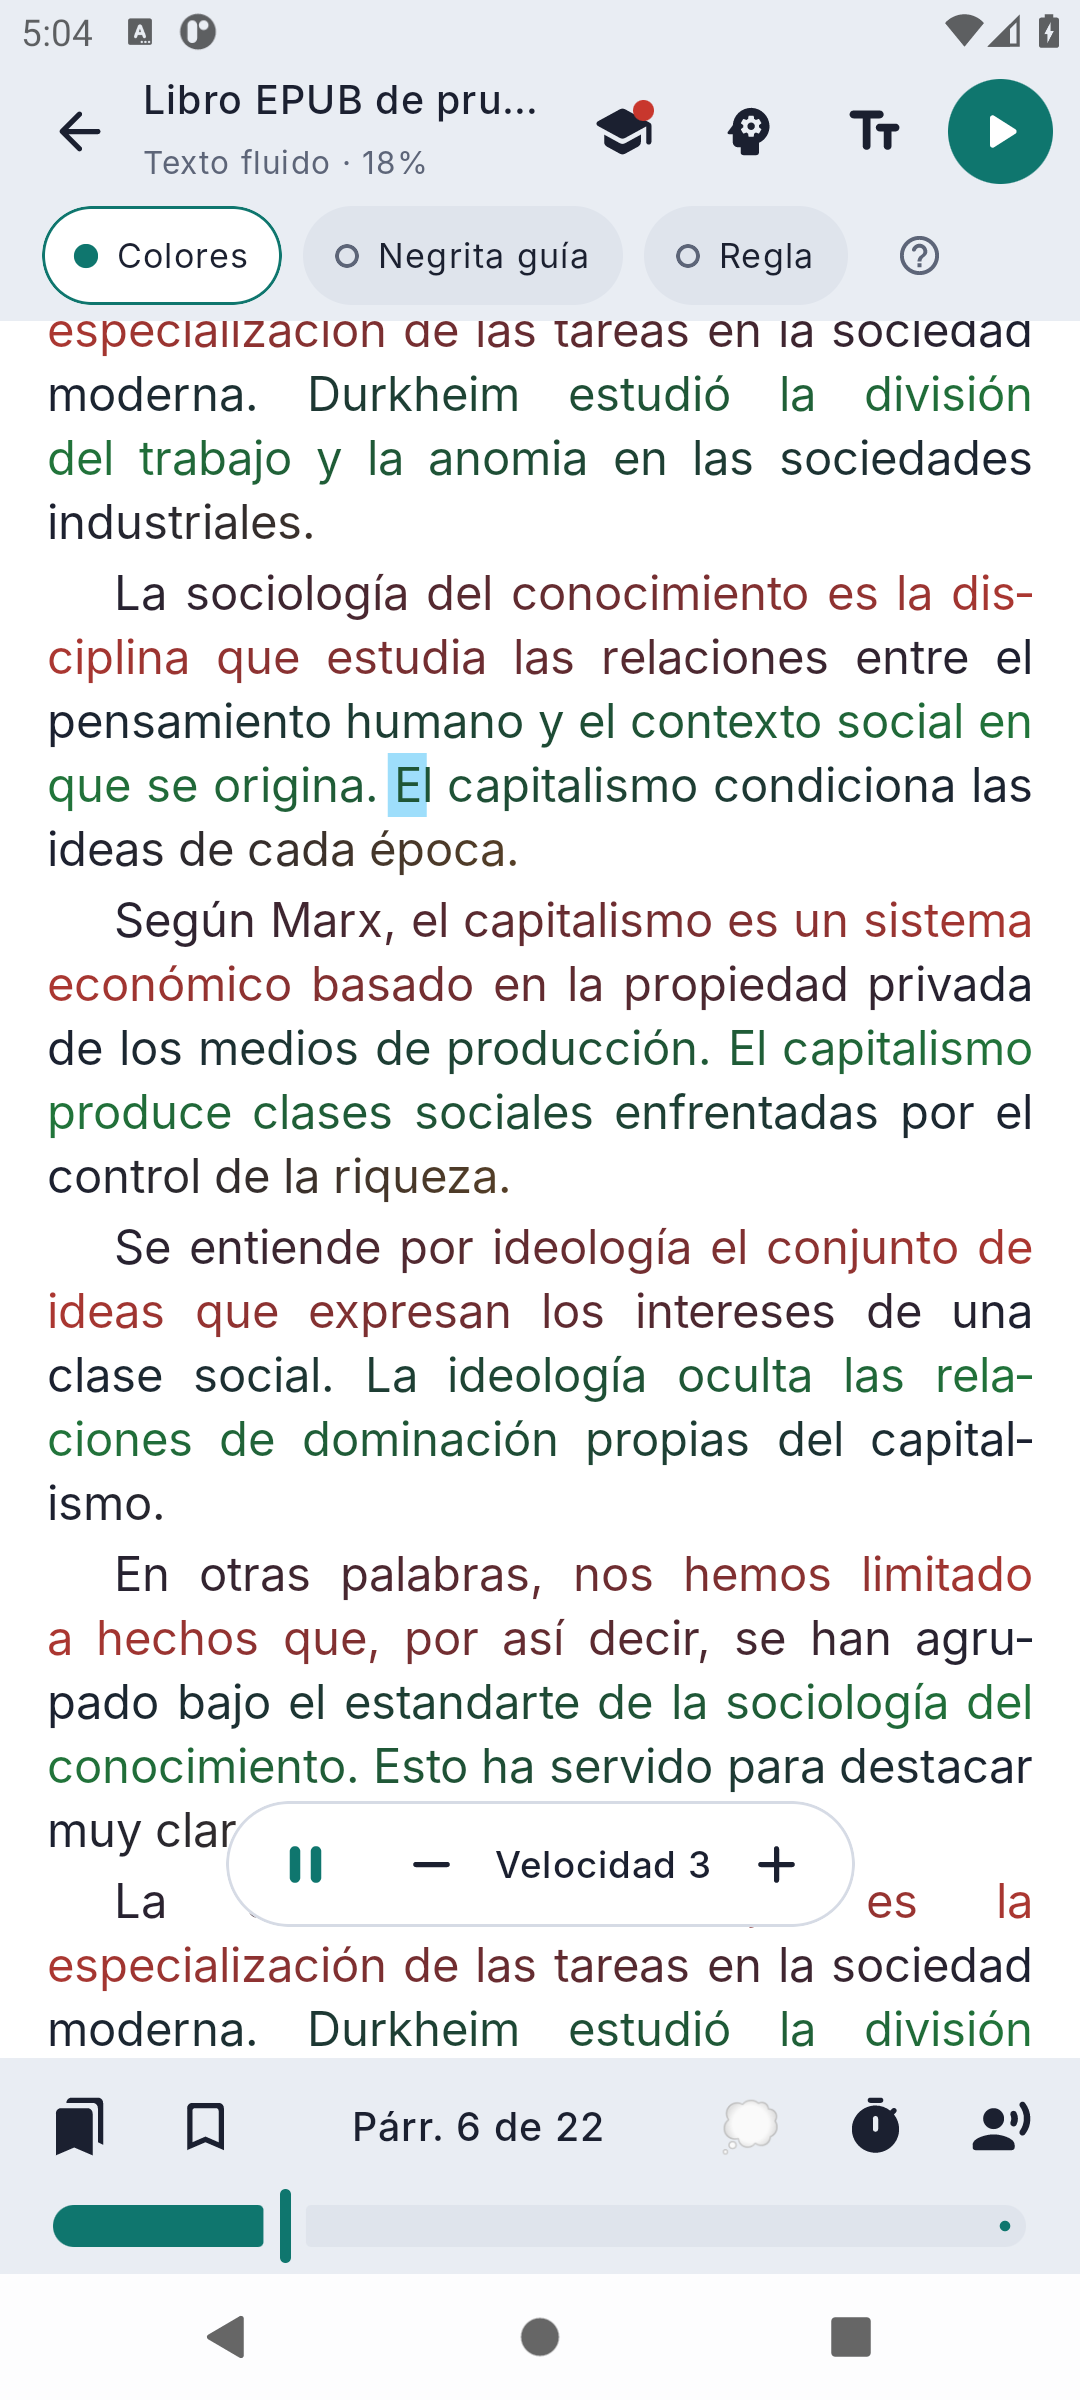 5:04
Libro EPUB de pru...
Texto fluido · 18%
Colores
Negrita guía
Regla
especialización de las tareas en la sociedad
moderna. Durkheim estudió la división
del trabajo y la anomia en las sociedades
industriales.
La sociología del conocimiento es la dis-
ciplina que estudia las relaciones entre el
pensamiento humano y el contexto social en
que se origina. El capitalismo condiciona las
ideas de cada época.
Según Marx, el capitalismo es un sistema
económico basado en la propiedad privada
de los medios de producción. El capitalismo
produce clases sociales enfrentadas por el
control de la riqueza.
Se entiende por ideología el conjunto de
ideas que expresan los intereses de una
clase social. La ideología oculta las rela-
ciones de dominación propias del capital-
ismo.
En otras palabras, nos hemos limitado
a hechos que, por así decir, se han agru-
pado bajo el estandarte de la sociología del
conocimiento. Esto ha servido para destacar
muy clar
Velocidad 3
La es la
especialización de las tareas en la sociedad
moderna. Durkheim estudió la división
Párr. 6 de 22